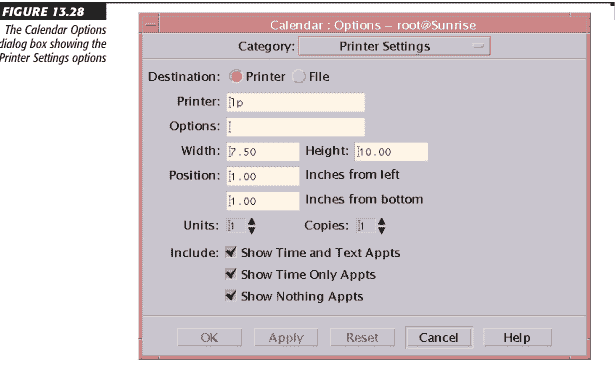 FIGURE 13.28
The Calendar Options
dialog box showing the
Printer Settings options
Calendar : Options – root@Sunrise
Category: Printer Settings
Destination: Printer File
Printer: lp
Options:
Width: 7.50 Height: 10.00
Position: 1.00 Inches from left
1.00 Inches from bottom
Units: 1 Copies: 1
Include: Show Time and Text Appts
Show Time Only Appts
Show Nothing Appts
OK Apply Reset Cancel Help